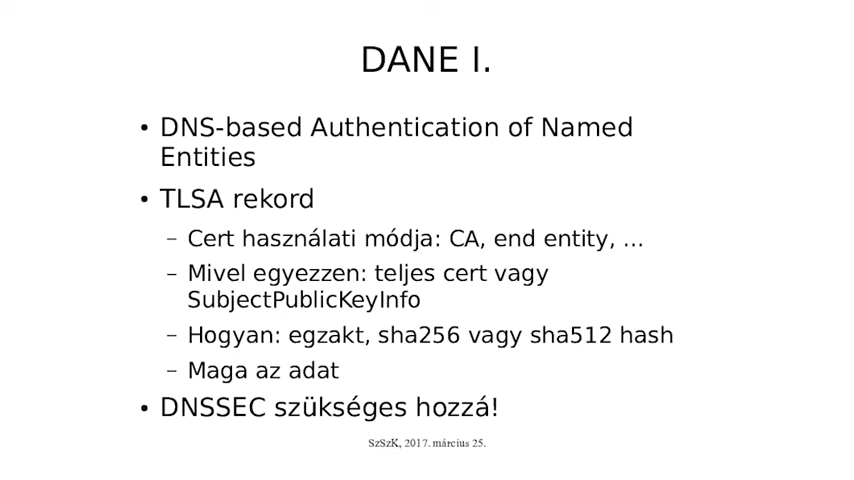 DANE I.
• DNS-based Authentication of Named
Entities
• TLSA rekord
– Cert használati módja: CA, end entity, ...
– Mivel egyezzen: teljes cert vagy
SubjectPublicKeyInfo
– Hogyan: egzakt, sha256 vagy sha512 hash
– Maga az adat
• DNSSEC szükséges hozzá!
SzSzK, 2017. március 25.